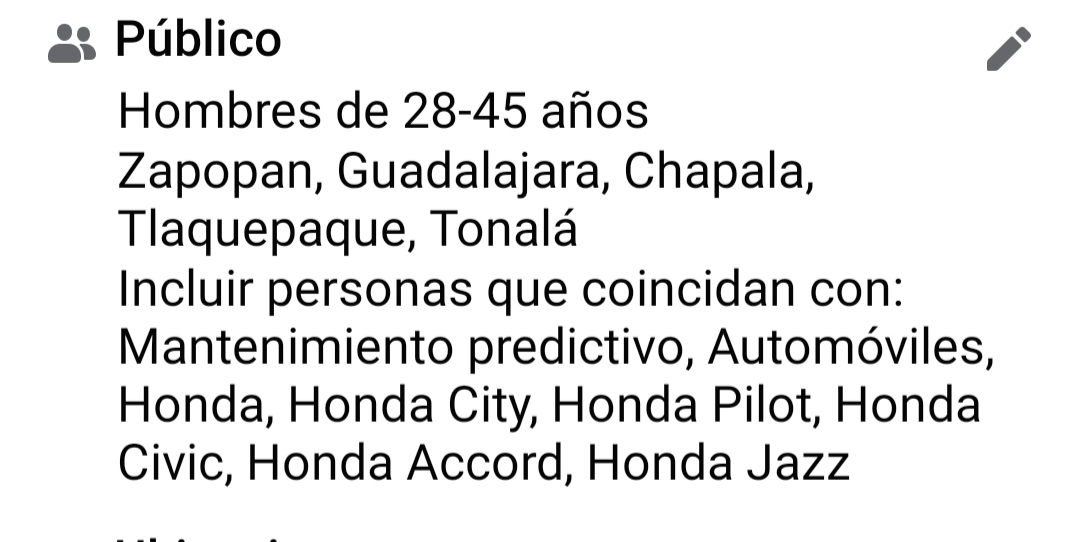 Público
Hombres de 28-45 años
Zapopan, Guadalajara, Chapala,
Tlaquepaque, Tonalá
Incluir personas que coincidan con:
Mantenimiento predictivo, Automóviles,
Honda, Honda City, Honda Pilot, Honda
Civic, Honda Accord, Honda Jazz